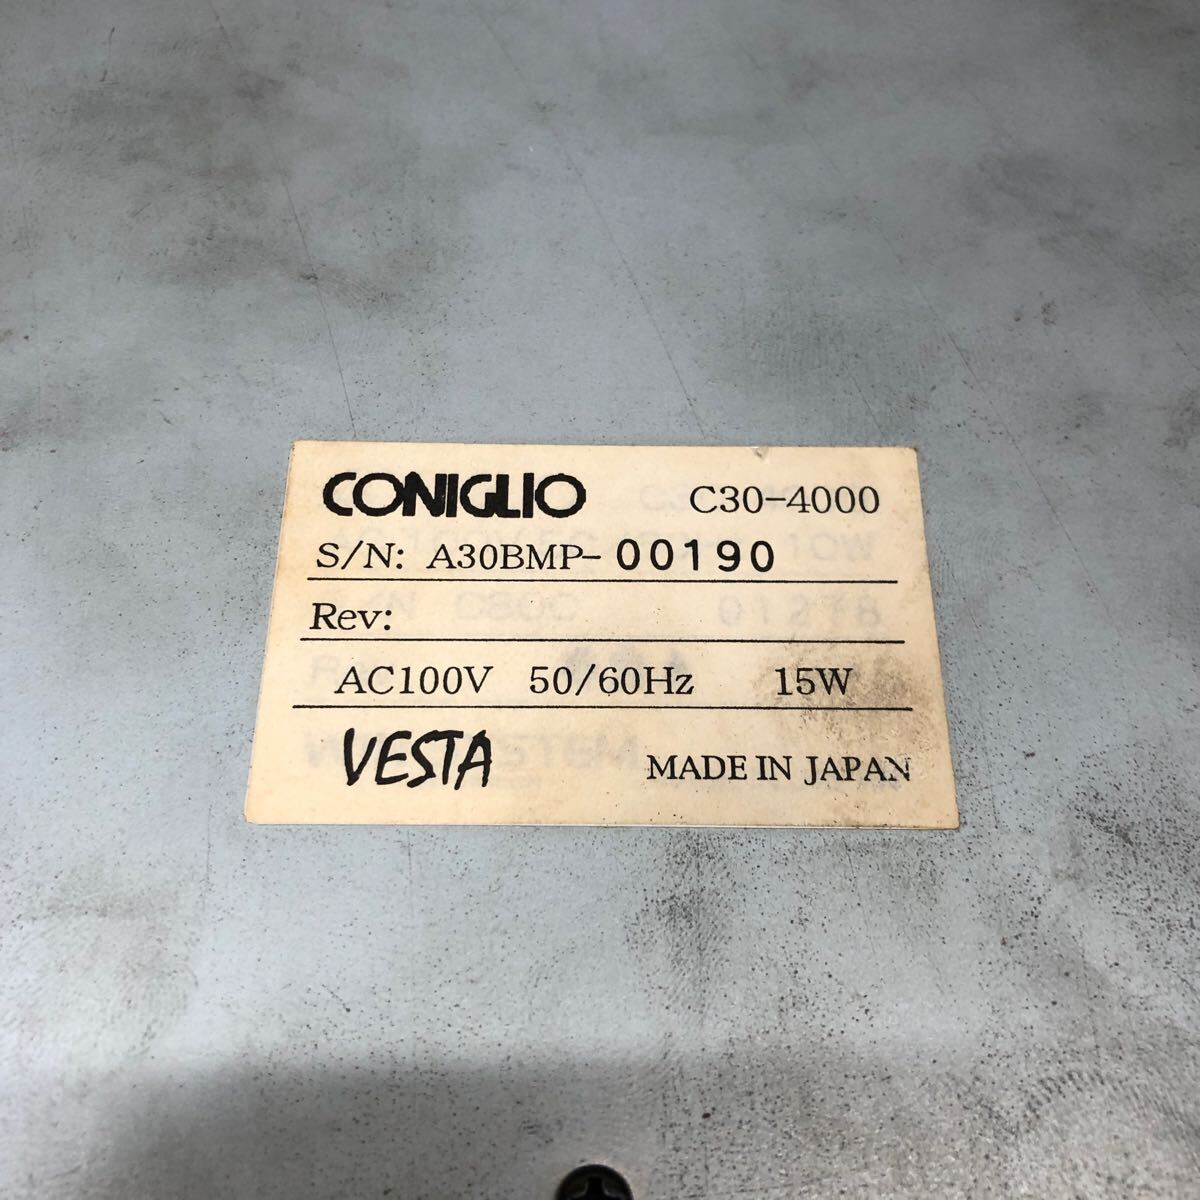 CONIGLIO C30-4000
S/N: A30BMP-00190
Rev:
AC100V 50/60Hz 15W
VESTA MADE IN JAPAN